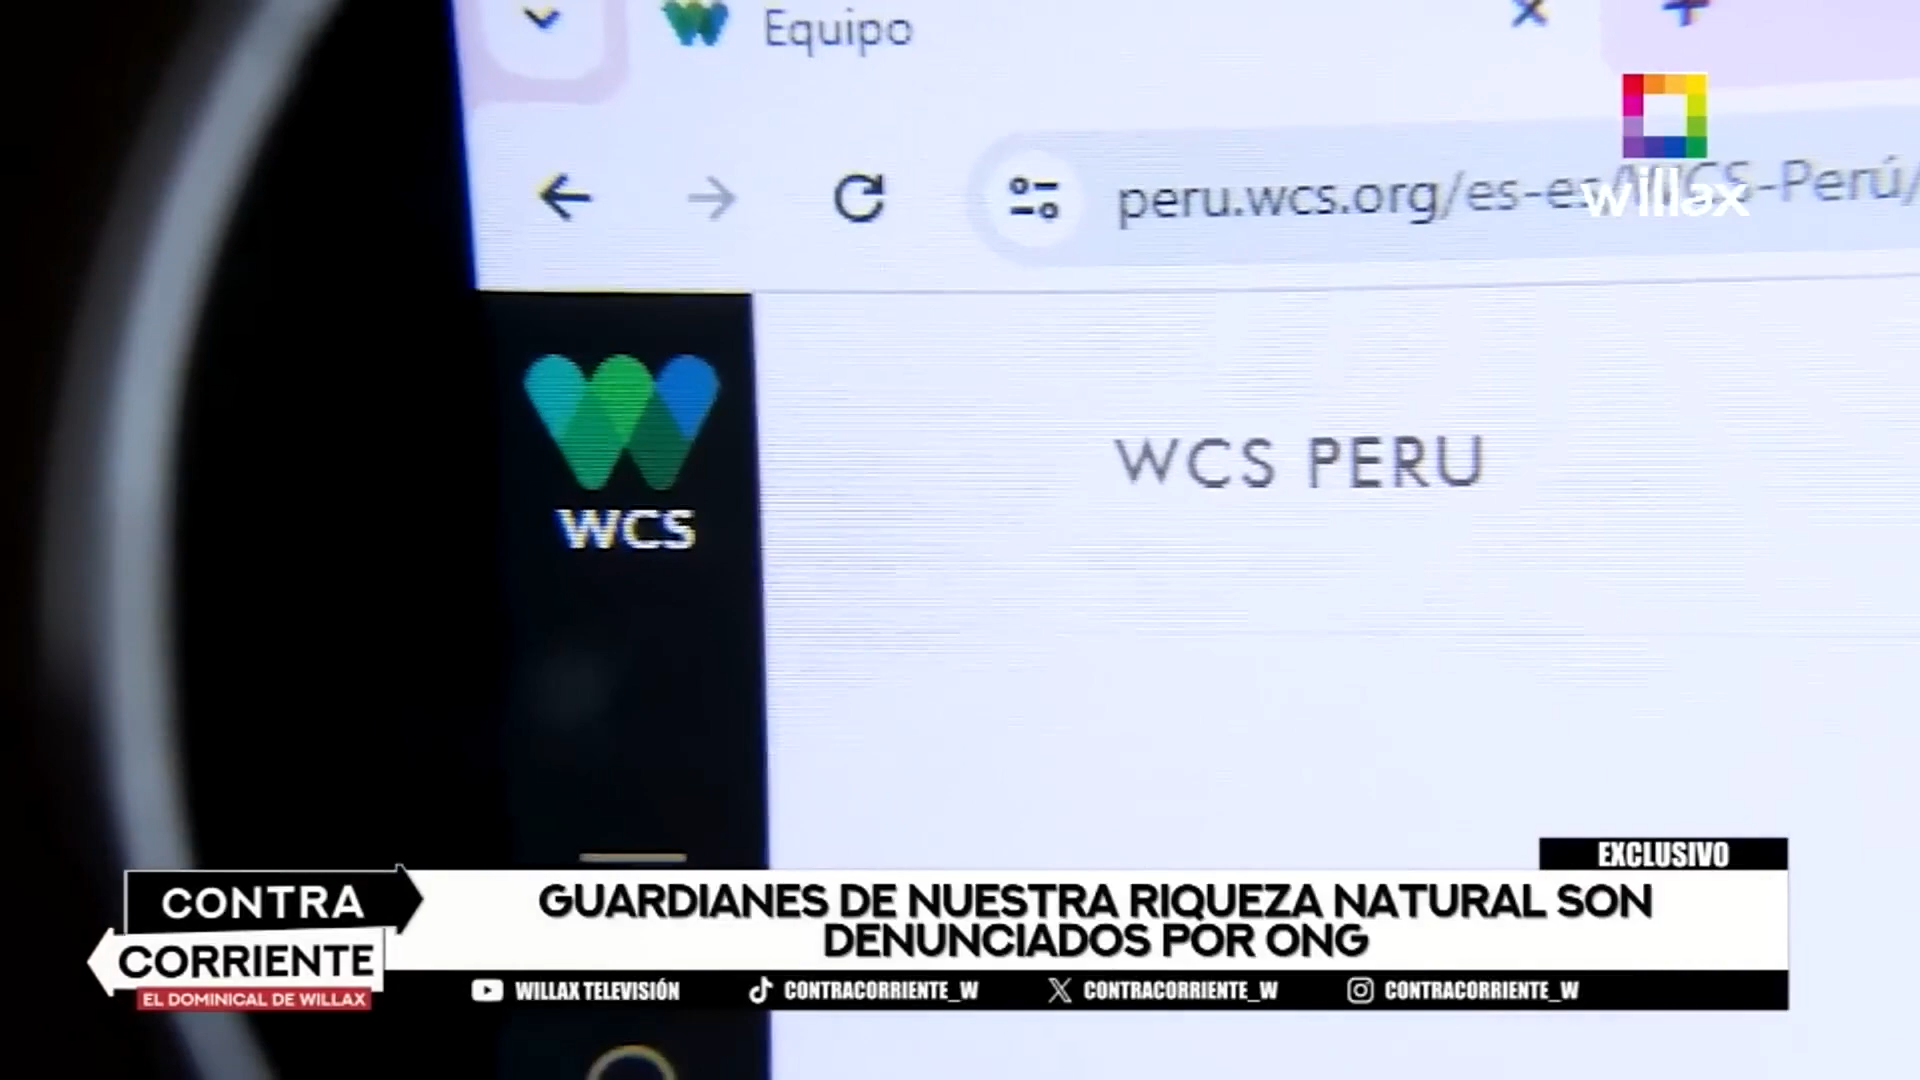 Equipo
peru.wcs.org/es-es/WCS-Perú/
willax
WCS
WCS PERU
EXCLUSIVO
GUARDIANES DE NUESTRA RIQUEZA NATURAL SON
DENUNCIADOS POR ONG
CONTRA
CORRIENTE
EL DOMINICAL DE WILLAX
WILLAX TELEVISIÓN
CONTRACORRIENTE_W
CONTRACORRIENTE_W
CONTRACORRIENTE_W